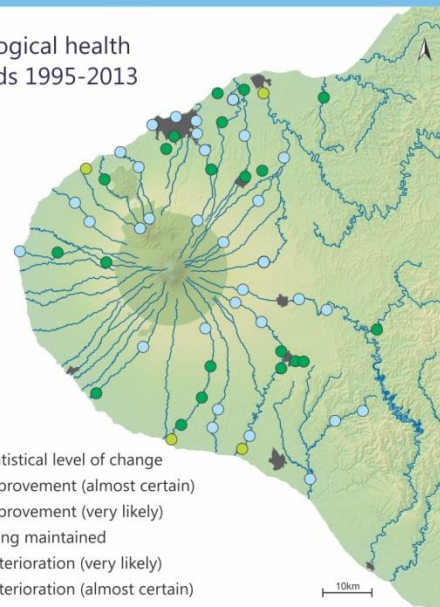 ogical health
ds 1995-2013
tistical level of change
provement (almost certain)
provement (very likely)
ng maintained
terioration (very likely)
terioration (almost certain)
10km